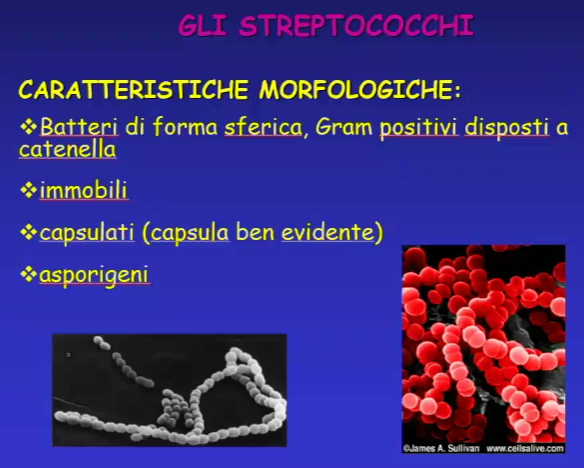 GLI STREPTOCOCCHI
CARATTERISTICHE MORFOLOGICHE:
❖Batteri di forma sferica, Gram positivi disposti a
catenella
❖immobili
❖capsulati (capsula ben evidente)
❖asporigeni
©James A. Sullivan www.cellsalive.com